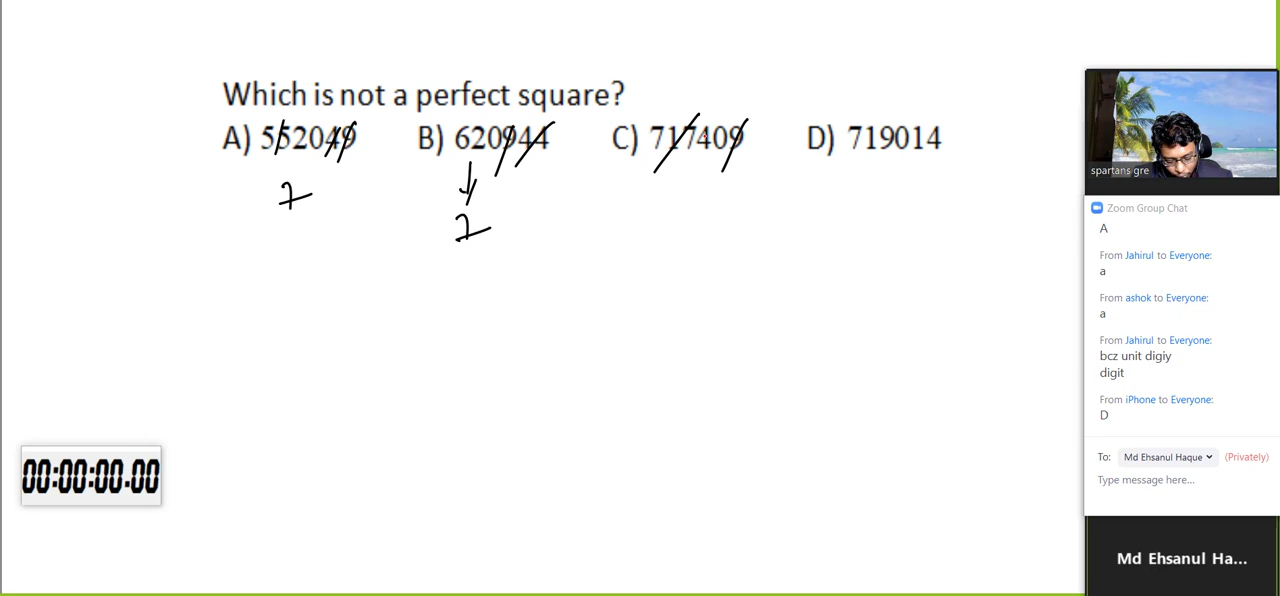 Which is not a perfect square?
A) 552049 B) 620944 C) 717409 D) 719014
7
7
00:00:00.00
spartans gre
Zoom Group Chat
A
From Jahirul to Everyone:
a
From ashok to Everyone:
a
From Jahirul to Everyone:
bcz unit digiy
digit
From iPhone to Everyone:
D
To: Md Ehsanul Haque (Privately)
Type message here...
Md Ehsanul Ha...